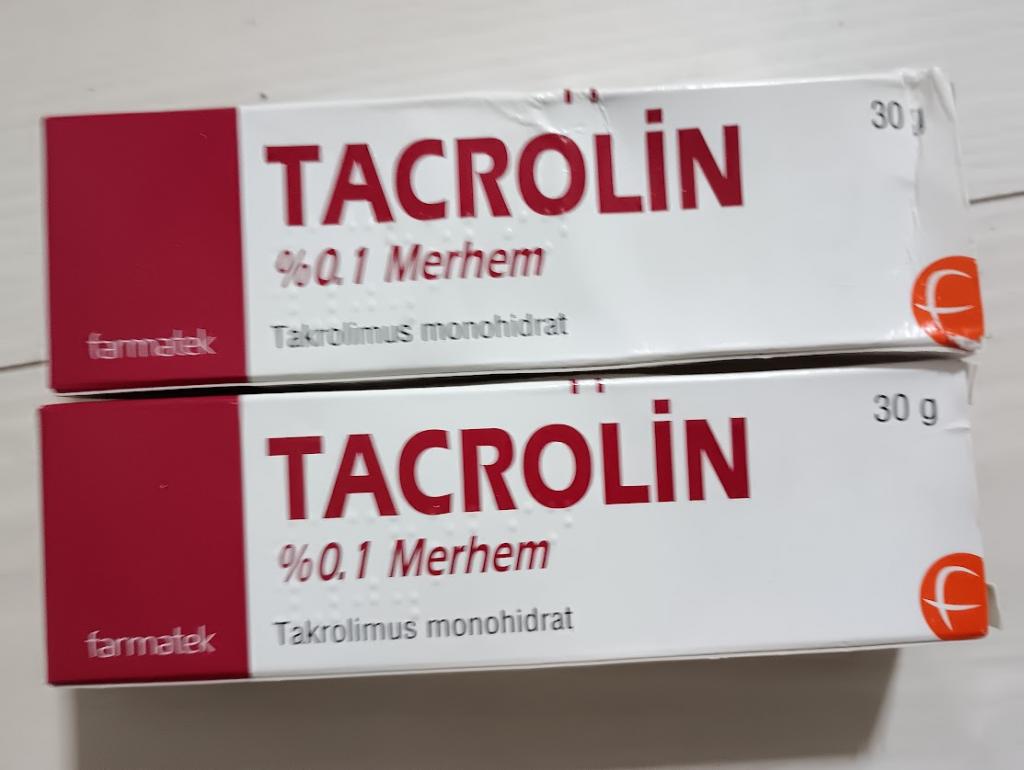 30 g
TACROLİN
%0.1 Merhem
Takrolimus monohidrat
farmatek
30 g
TACROLİN
%0.1 Merhem
Takrolimus monohidrat
farmatek